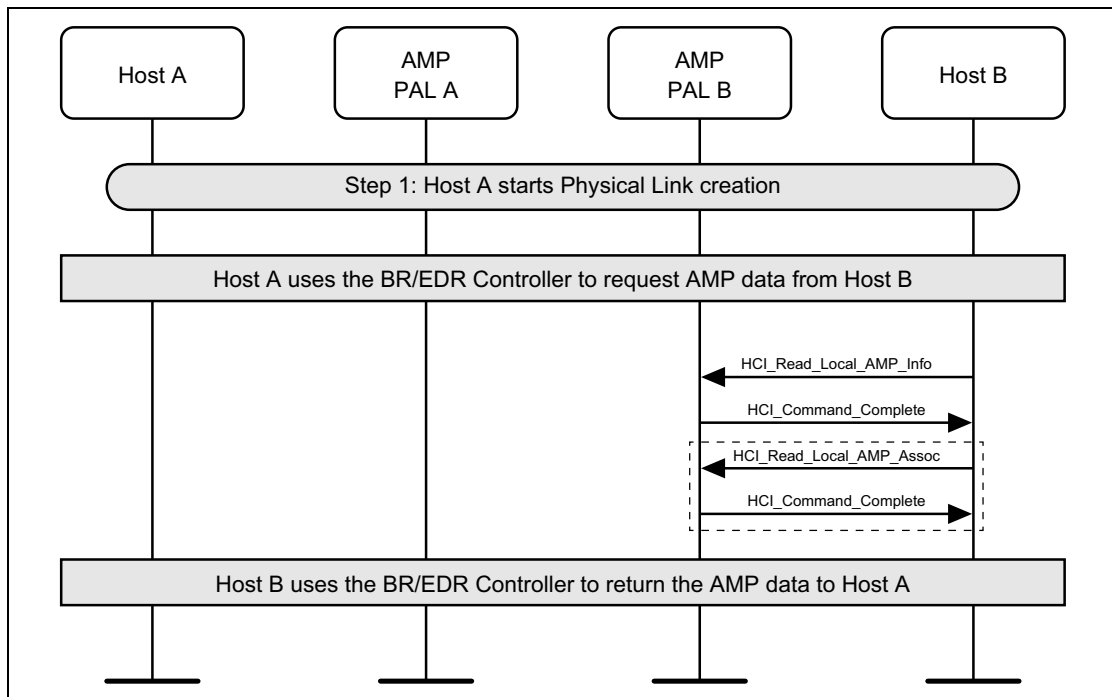 Host A
AMP
PAL A
AMP
PAL B
Host B
Step 1: Host A starts Physical Link creation
Host A uses the BR/EDR Controller to request AMP data from Host B
HCI_Read_Local_AMP_Info
HCI_Command_Complete
HCI_Read_Local_AMP_Assoc
HCI_Command_Complete
Host B uses the BR/EDR Controller to return the AMP data to Host A